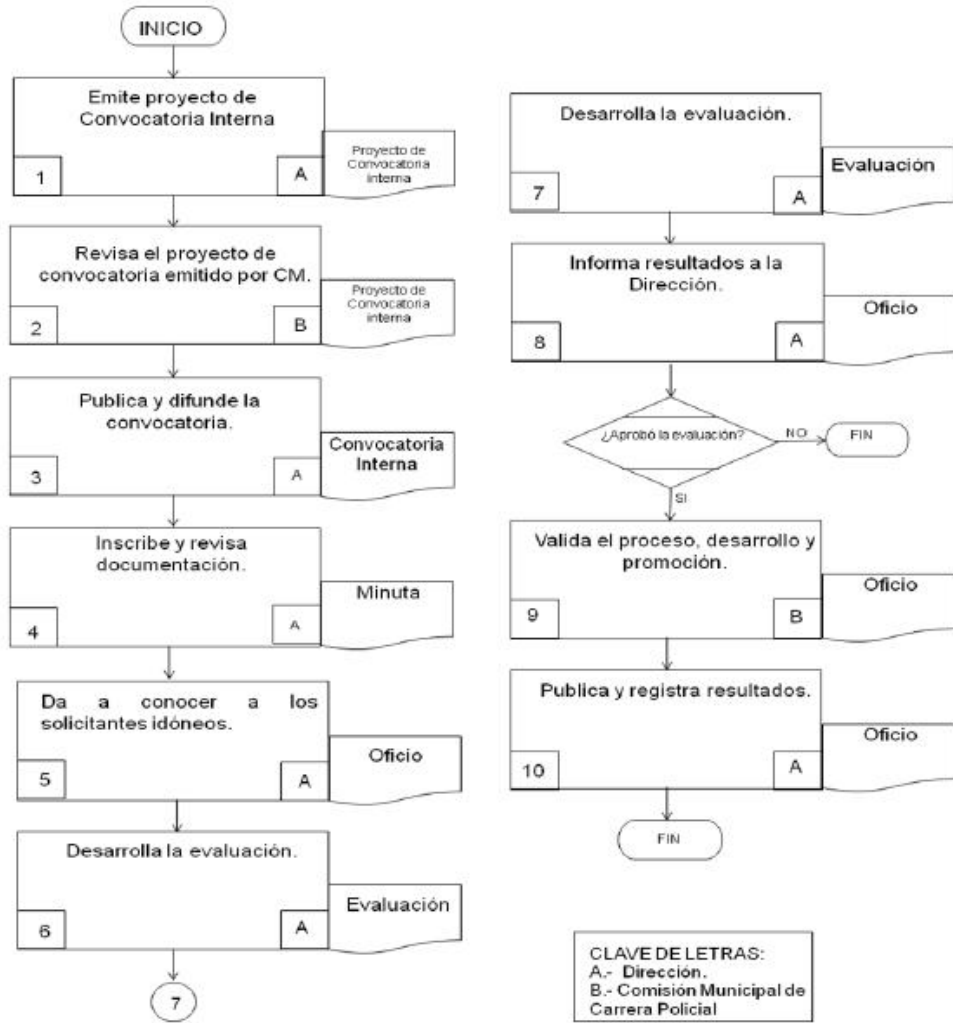 INICIO
Emite proyecto de
Convocatoria Interna
1
A
Proyecto de
Convocatoria
interna
Revisa el proyecto de
convocatoria emitido por CM.
2
B
Proyecto de
Convocatoria
interna
Publica y difunde la
convocatoria.
3
A
Convocatoria
Interna
Inscribe y revisa
documentación.
4
A
Minuta
Da a conocer a los
solicitantes idóneos.
5
A
Oficio
Desarrolla la evaluación.
6
A
Evaluación
7
Desarrolla la evaluación.
7
A
Evaluación
Informa resultados a la
Dirección.
8
A
Oficio
¿Aprobó la evaluación?
NO
FIN
SI
Valida el proceso, desarrollo y
promoción.
9
B
Oficio
Publica y registra resultados.
10
A
Oficio
FIN
CLAVE DE LETRAS:
A.- Dirección.
B.- Comisión Municipal de
Carrera Policial